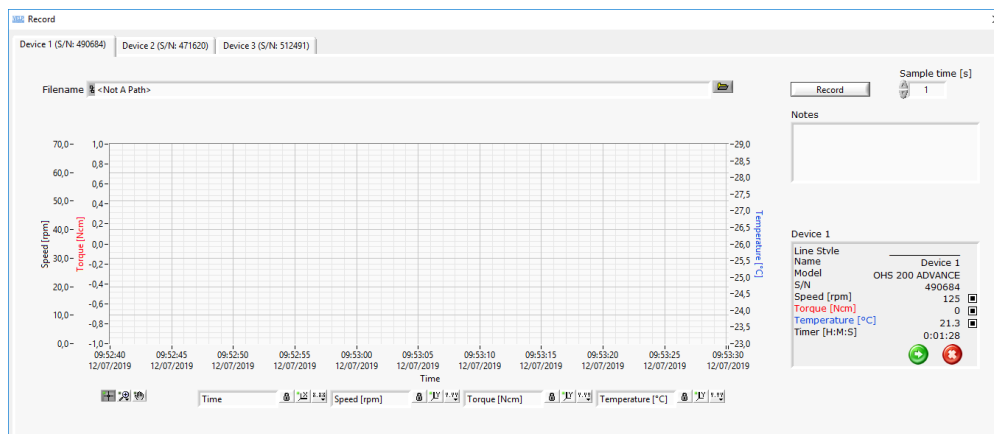 Record
Device 1 (S/N: 490684) Device 2 (S/N: 471620) Device 3 (S/N: 512491)
Sample time [s]
Filename <Not A Path> Record 1
Notes
70,0 1,0 29,0
0,8 28,5
60,0 0,6 28,0
50,0 0,4 27,5
0,2 27,0
40,0 0,0 26,5
26,0
30,0 -0,2 25,5
20,0 -0,4 25,0
-0,6 24,5
10,0 -0,8 24,0
23,5
0,0 -1,0 23,0
Speed [rpm]
Torque [Ncm]
Temperature [°C]
09:52:40 09:52:45 09:52:50 09:52:55 09:53:00 09:53:05 09:53:10 09:53:15 09:53:20 09:53:25 09:53:30
12/07/2019 12/07/2019 12/07/2019 12/07/2019 12/07/2019 12/07/2019 12/07/2019 12/07/2019 12/07/2019 12/07/2019 12/07/2019
Time
Time Speed [rpm] Torque [Ncm] Temperature [°C]
Device 1
Line Style
Name Device 1
Model OHS 200 ADVANCE
S/N 490684
Speed [rpm] 125
Torque [Ncm] 0
Temperature [°C] 21.3
Timer [H:M:S] 0:01:28